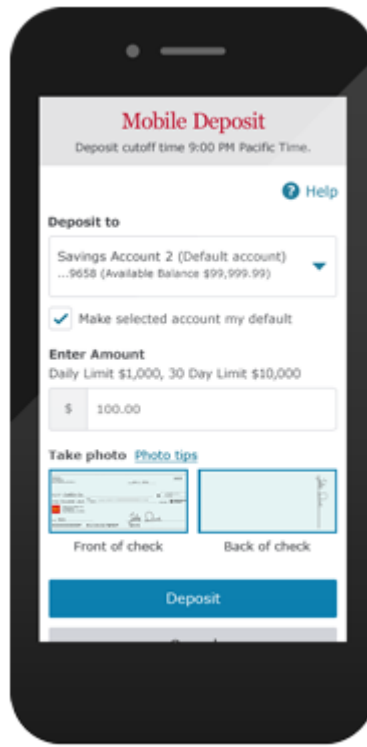 Mobile Deposit
Deposit cutoff time 9:00 PM Pacific Time.
Help
Deposit to
Savings Account 2 (Default account)
...9658 (Available Balance $99,999.99)
Make selected account my default
Enter Amount
Daily Limit $1,000, 30 Day Limit $10,000
$ 100.00
Take photo Photo tips
Front of check Back of check
Deposit